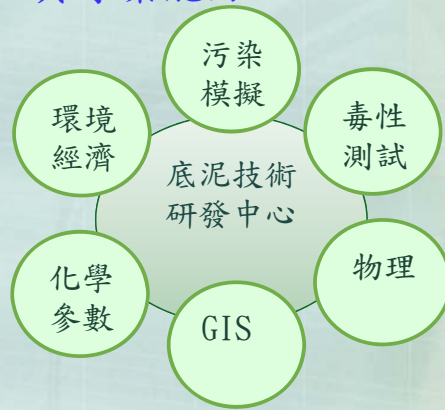 污染
模擬
環境
經濟
毒性
測試
底泥技術
研發中心
化學
參數
物理
GIS